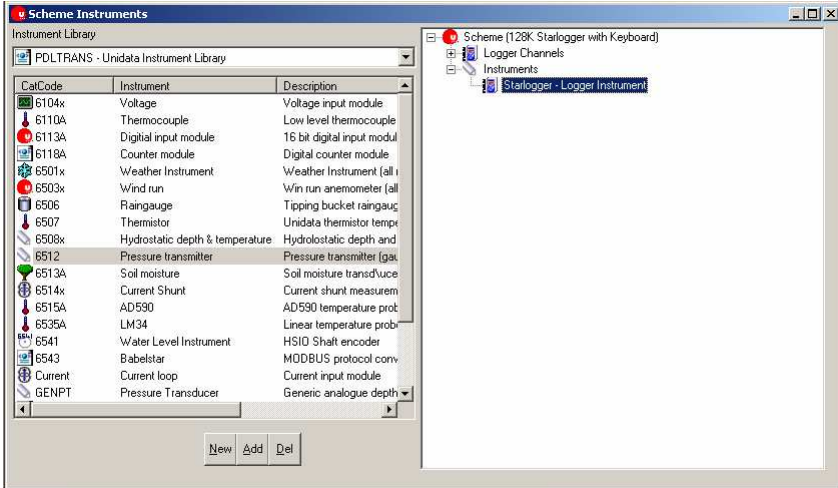 Scheme Instruments
Instrument Library
PDLTRANS - Unidata Instrument Library
CatCode Instrument Description
6104x Voltage Voltage input module
6110A Thermocouple Low level thermocouple
6113A Digitial input module 16 bit digital input modul
6118A Counter module Digital counter module
6501x Weather Instrument Weather Instrument (all
6503x Wind run Win run anemometer (all
6506 Raingauge Tipping bucket raingaug
6507 Thermistor Unidata thermistor tempe
6508x Hydrostatic depth & temperature Hydrolostatic depth and
6512 Pressure transmitter Pressure transmitter (gau
6513A Soil moisture Soil moisture transd\uce
6514x Current Shunt Current shunt measurem
6515A AD590 AD590 temperature prob
6535A LM34 Linear temperature probe
6541 Water Level Instrument HSIO Shaft encoder
6543 Babelstar MODBUS protocol conv
Current Current loop Current input module
GENPT Pressure Transducer Generic analogue depth
New Add Del
Scheme (128K Starlogger with Keyboard)
Logger Channels
Instruments
Starlogger - Logger Instrument